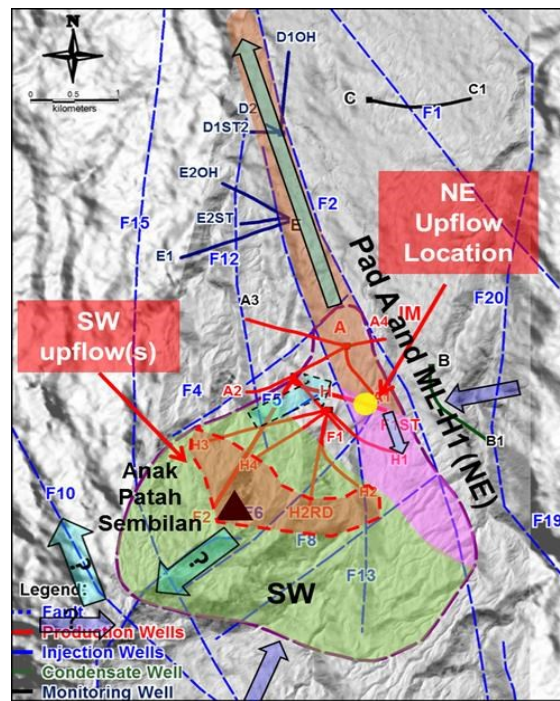 N
0 0.5 1
kilometers
D1OH
C
C1
D2
D1ST2
F1
E2OH
F2
NE
Upflow
Location
E2ST
E
F15
E1
F12
F20
A3
Pad A and ML-H1 (NE)
SW
upflow(s)
A
A4
IM
B
F4
A2
F5
H
A1
F1
F1ST
B1
H3
H4
H1
Anak
Patah
Sembilan
F10
F2
F6
H2RD
H2
F8
F19
?
SW
F13
?
Legend:
Fault
?
Production Wells
Injection Wells
Condensate Well
Monitoring Well